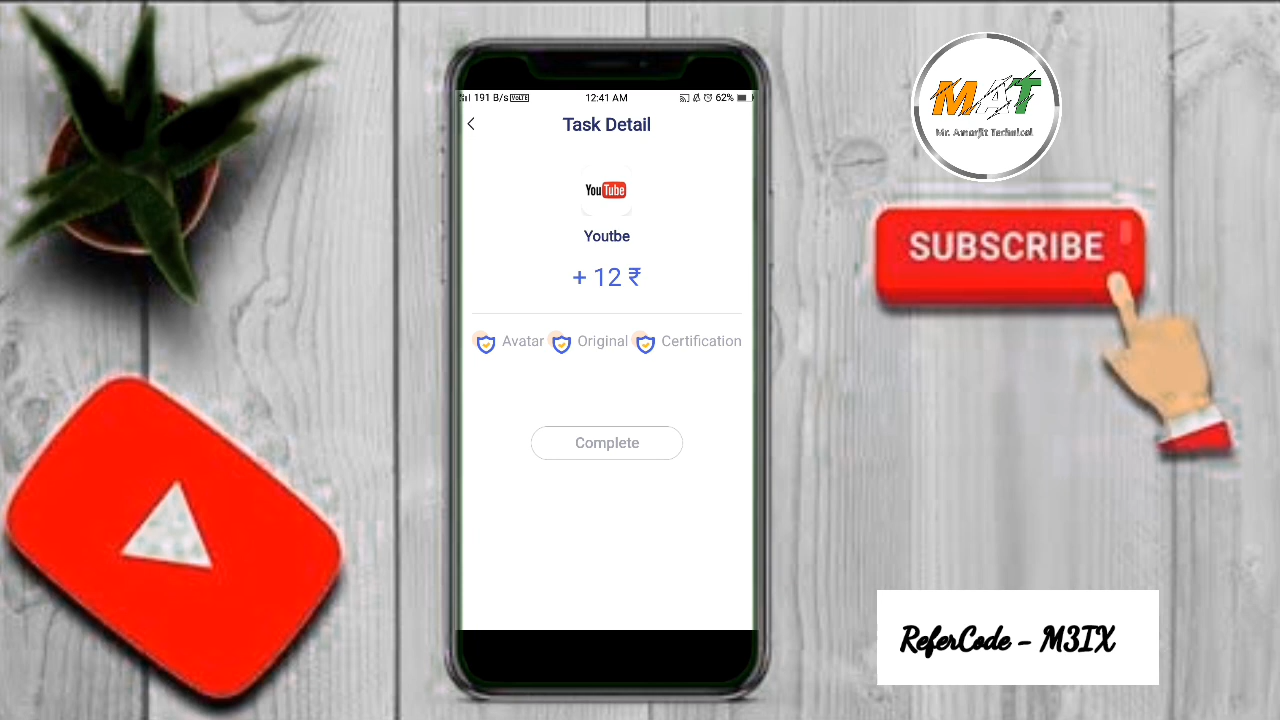 191 B/s VoLTE 12:41 AM 62%
Task Detail
YouTube
Youtbe
+ 12 ₹
Avatar Original Certification
Complete
MAT
Mr. Amarjit Technical
SUBSCRIBE
ReferCode - M3IX